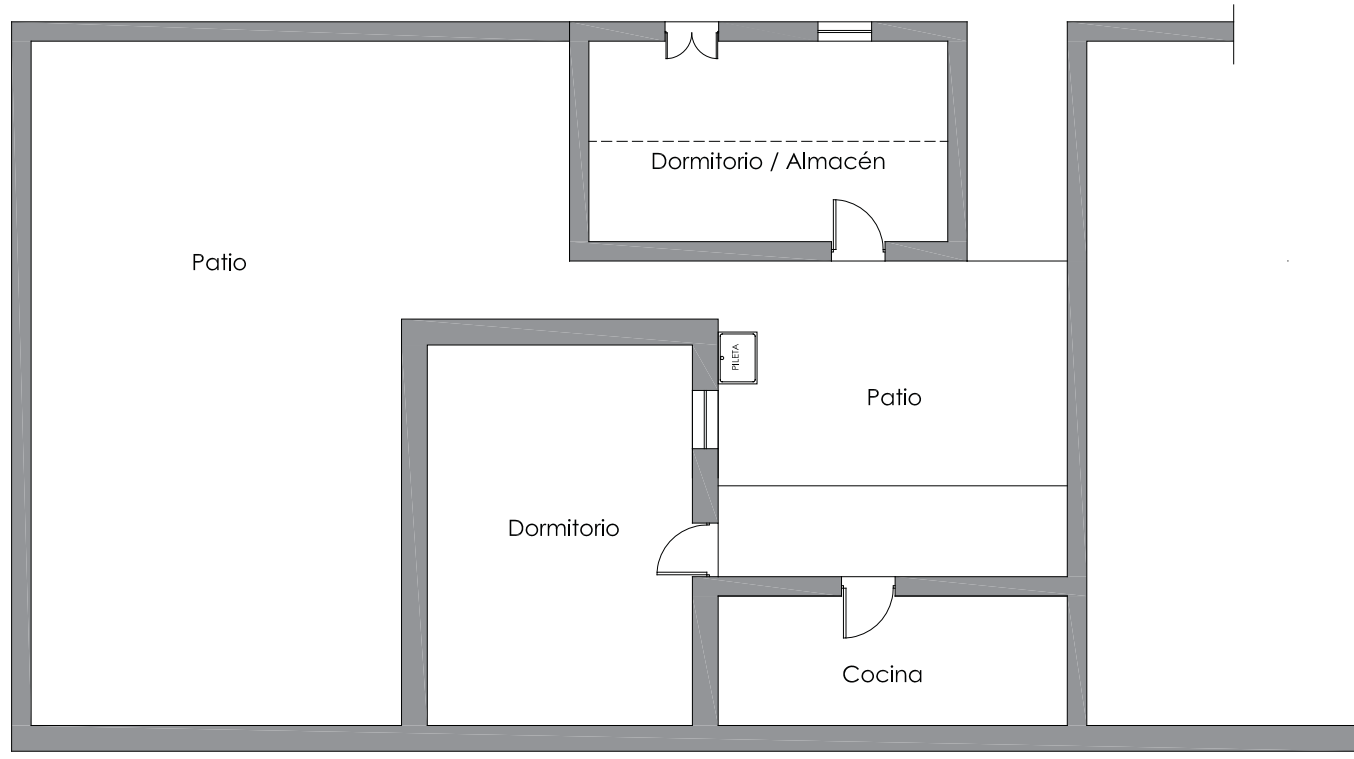 Dormitorio / Almacén
Patio
PILETA
Patio
Dormitorio
Cocina